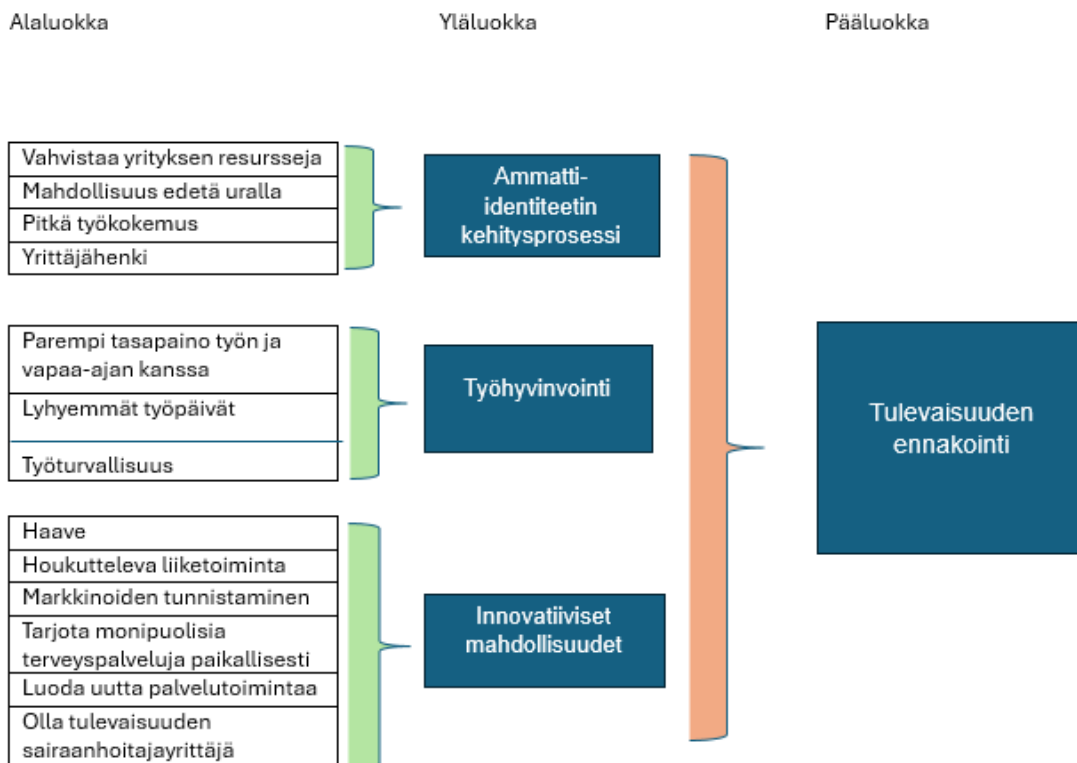 Alaluokka
Yläluokka
Pääluokka
Vahvistaa yrityksen resursseja
Mahdollisuus edetä uralla
Pitkä työkokemus
Yrittäjähenki
Ammatti-
identiteetin
kehitysprosessi
Parempi tasapaino työn ja
vapaa-ajan kanssa
Lyhyemmät työpäivät
Työturvallisuus
Työhyvinvointi
Haave
Houkutteleva liiketoiminta
Markkinoiden tunnistaminen
Tarjota monipuolisia
terveyspalveluja paikallisesti
Luoda uutta palvelutoimintaa
Olla tulevaisuuden
sairaanhoitajayrittäjä
Innovatiiviset
mahdollisuudet
Tulevaisuuden
ennakointi